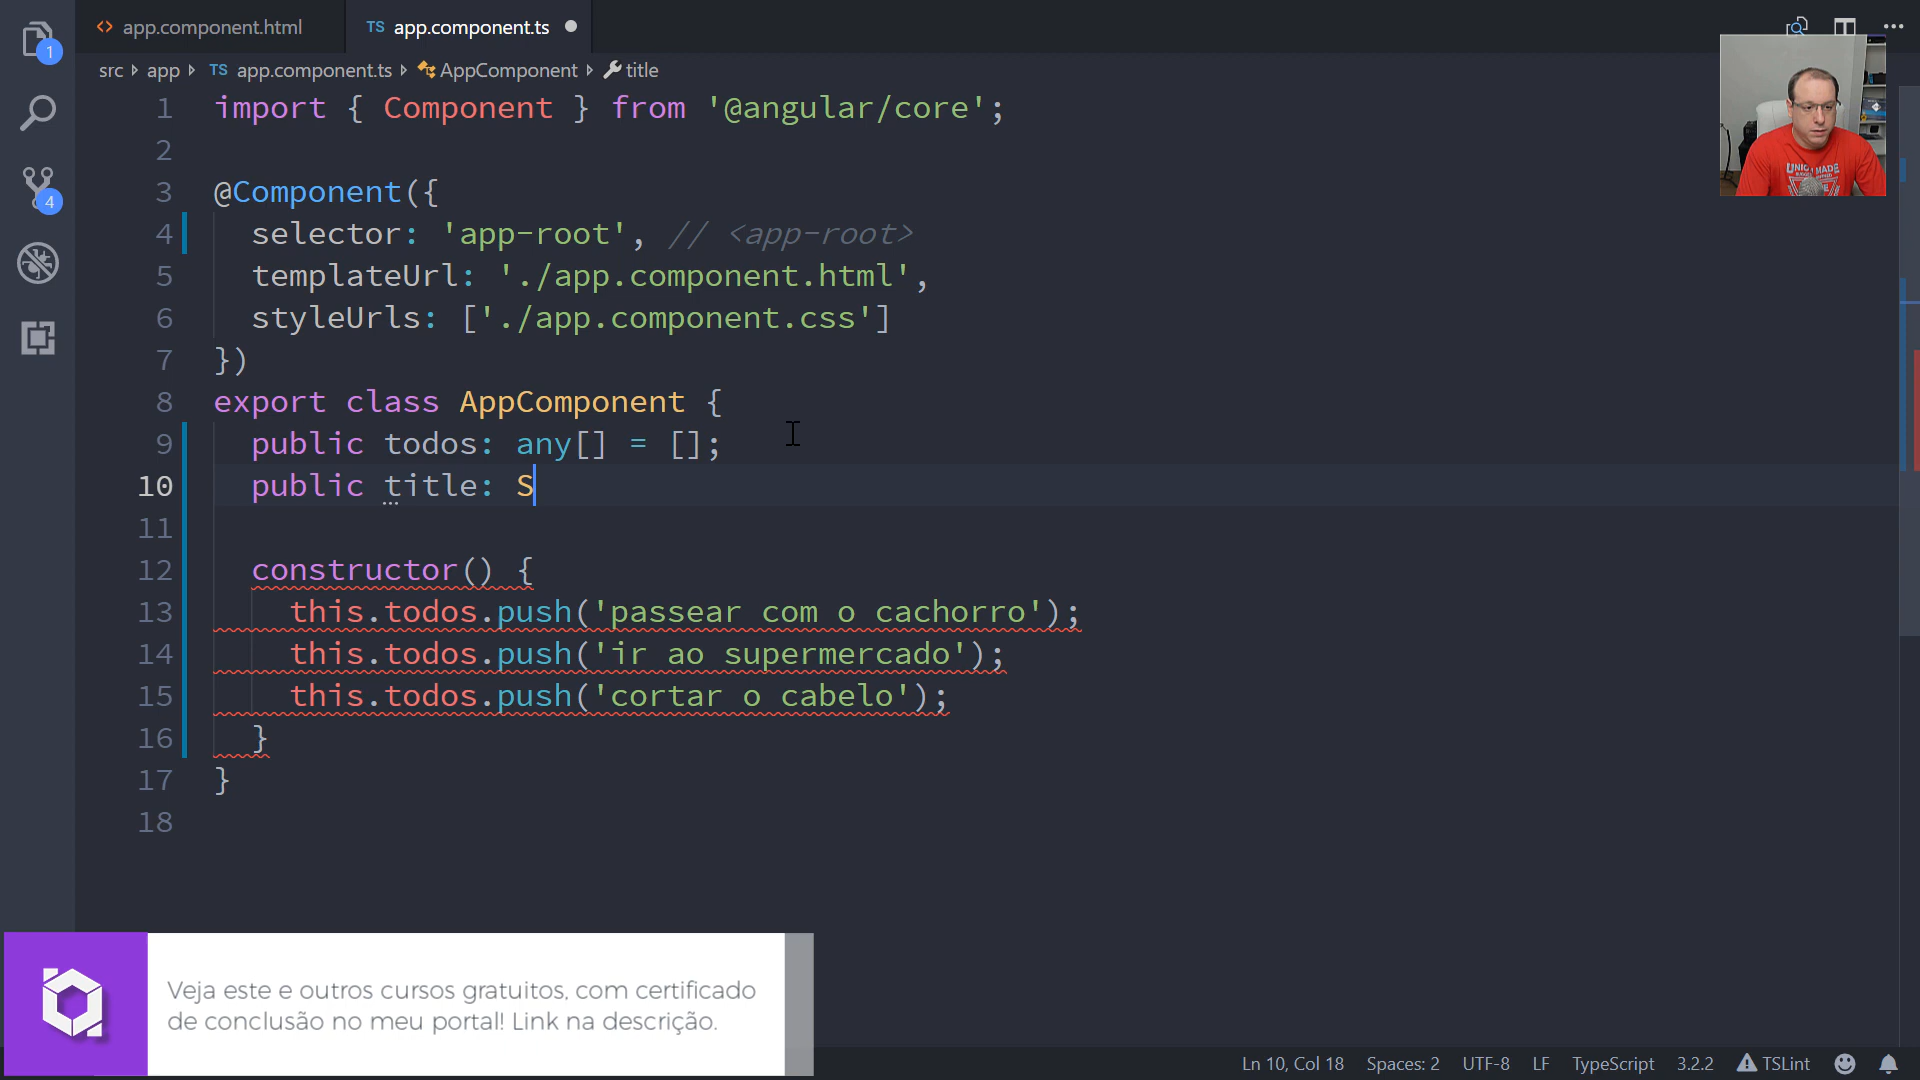 app.component.html
TS app.component.ts
src app TS app.component.ts AppComponent title
1 import { Component } from '@angular/core';
2
3 @Component({
4 selector: 'app-root', // <app-root>
5 templateUrl: './app.component.html',
6 styleUrls: ['./app.component.css']
7 })
8 export class AppComponent {
9 public todos: any[] = [];
10 public title: S
11
12 constructor() {
13 this.todos.push('passear com o cachorro');
14 this.todos.push('ir ao supermercado');
15 this.todos.push('cortar o cabelo');
16 }
17 }
18
1
4
Veja este e outros cursos gratuitos, com certificado
de conclusão no meu portal! Link na descrição.
Ln 10, Col 18 Spaces: 2 UTF-8 LF TypeScript 3.2.2 TSLint